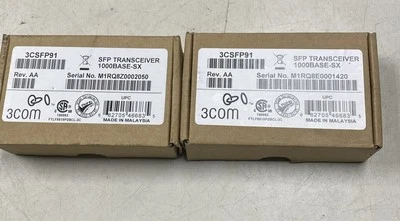 3CSFP91
SFP TRANSCEIVER
1000BASE-SX
Rev. AA
Serial No. M1RQ8Z0002050
3com
UPC
MADE IN MALAYSIA
3CSFP91
SFP TRANSCEIVER
1000BASE-SX
Rev. AA
Serial No. M1RQ8E0001420
3com
UPC
MADE IN MALAYSIA